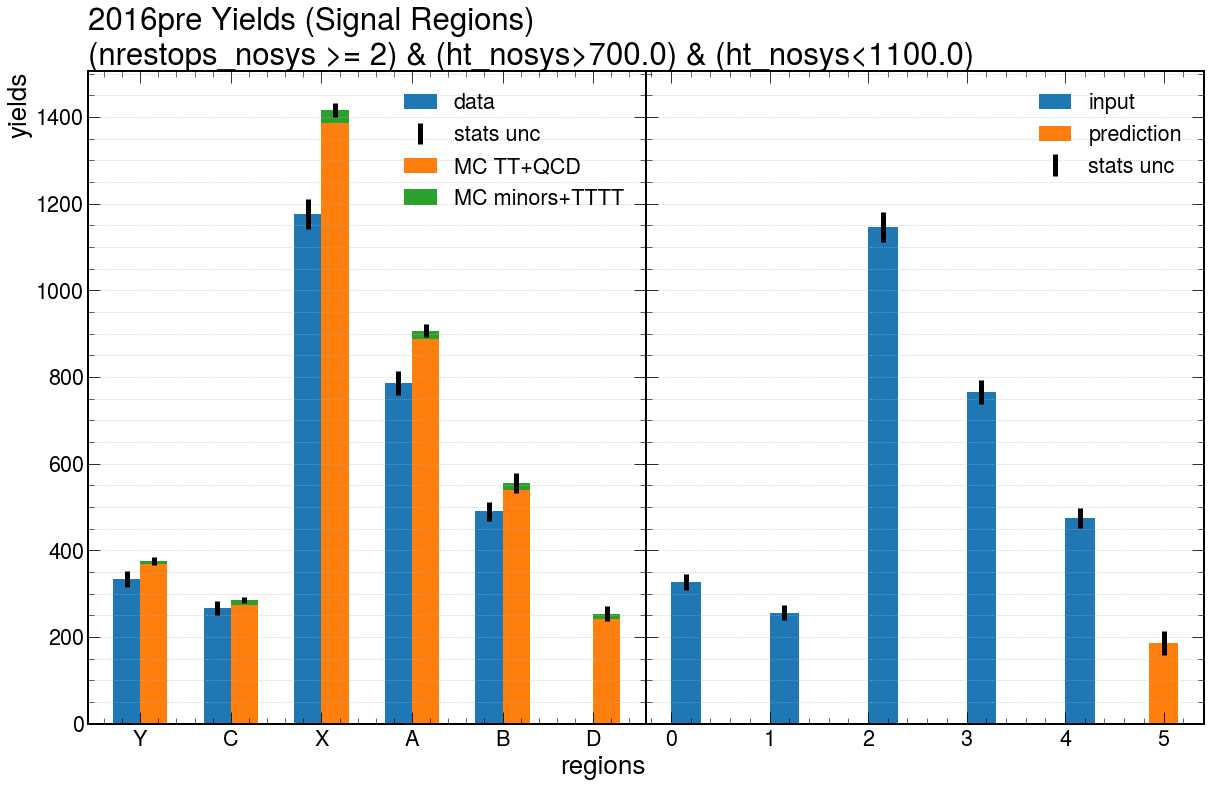 2016pre Yields (Signal Regions)
(nrestops_nosys >= 2) & (ht_nosys>700.0) & (ht_nosys<1100.0)
yields
1400
1200
1000
800
600
400
200
0
data
stats unc
MC TT+QCD
MC minors+TTTT
input
prediction
stats unc
Y C X A B D
0 1 2 3 4 5
regions